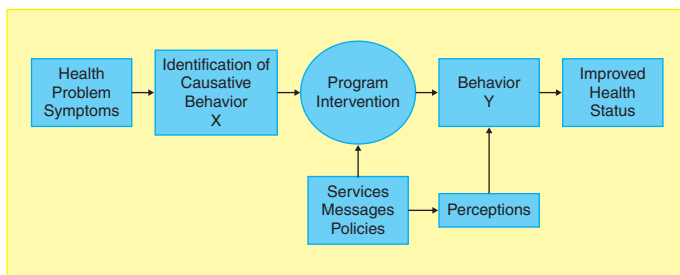 Health
Problem
Symptoms
Identification of
Causative
Behavior
X
Program
Intervention
Behavior
Y
Improved
Health
Status
Services
Messages
Policies
Perceptions